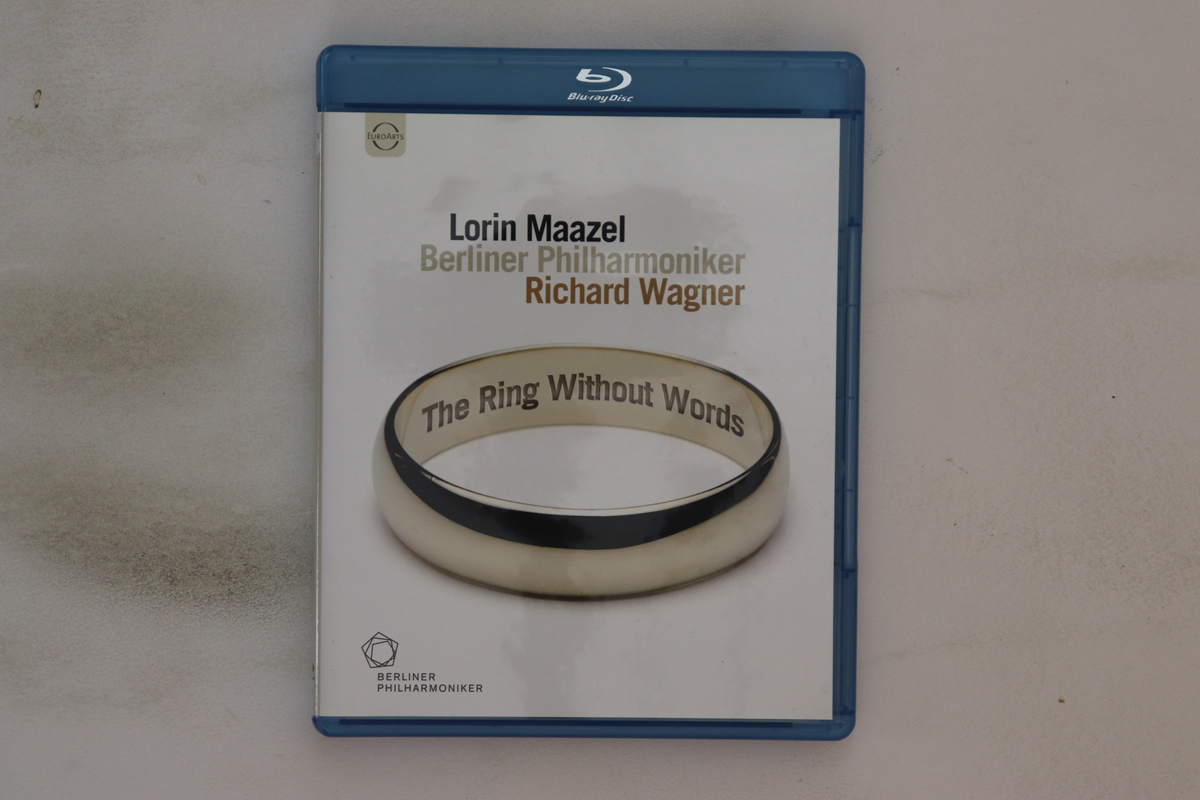 Blu-ray Disc
EUROARTS
Lorin Maazel
Berliner Philharmoniker
Richard Wagner
The Ring Without Words
BERLINER
PHILHARMONIKER